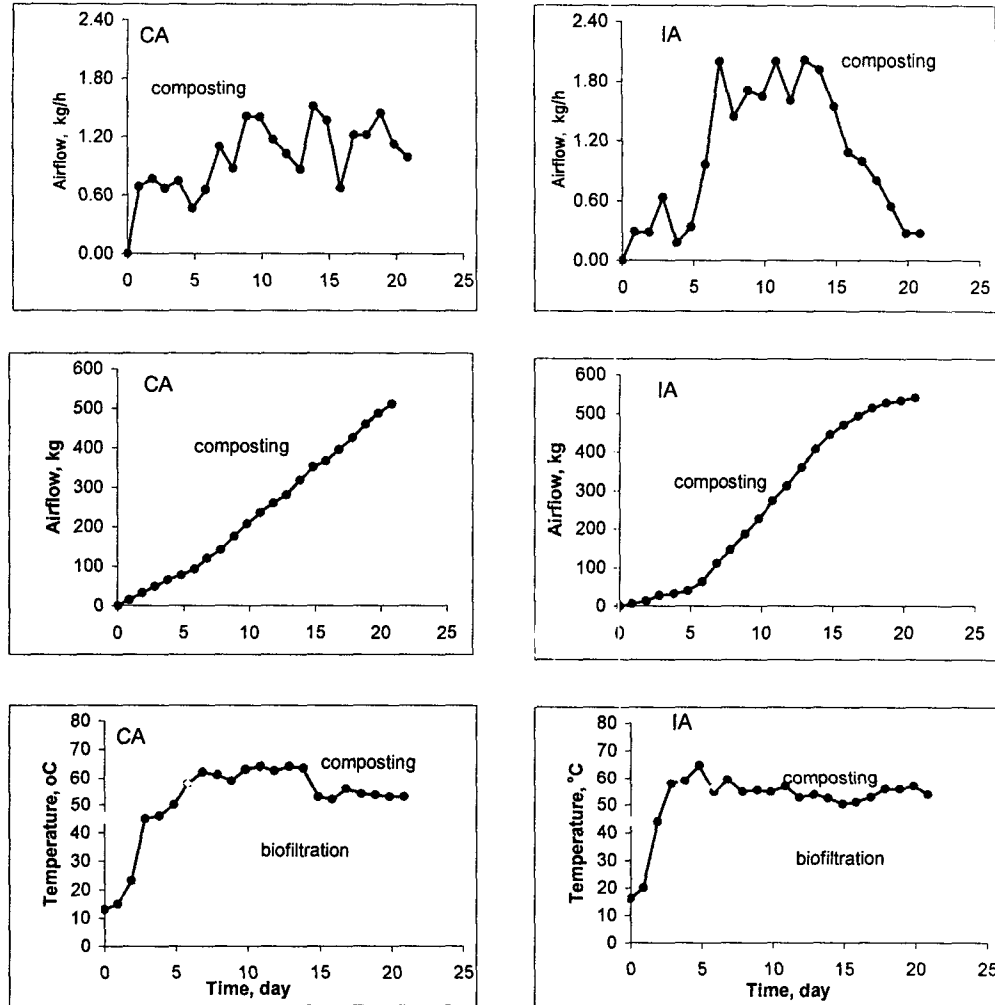 CA
composting
Airflow, kg/h
2.40
1.80
1.20
0.60
0.00
0 5 10 15 20 25
IA
composting
Airflow, kg/h
2.40
1.80
1.20
0.60
0.00
0 5 10 15 20 25
CA
composting
Airflow, kg
600
500
400
300
200
100
0
0 5 10 15 20 25
IA
composting
Airflow, kg
600
500
400
300
200
100
0
0 5 10 15 20 25
CA
composting
biofiltration
Temperature, oC
80
70
60
50
40
30
20
10
0
0 5 10 15 20 25
Time, day
IA
composting
biofiltration
Temperature, °C
80
70
60
50
40
30
20
10
0
0 5 10 15 20 25
Time, day